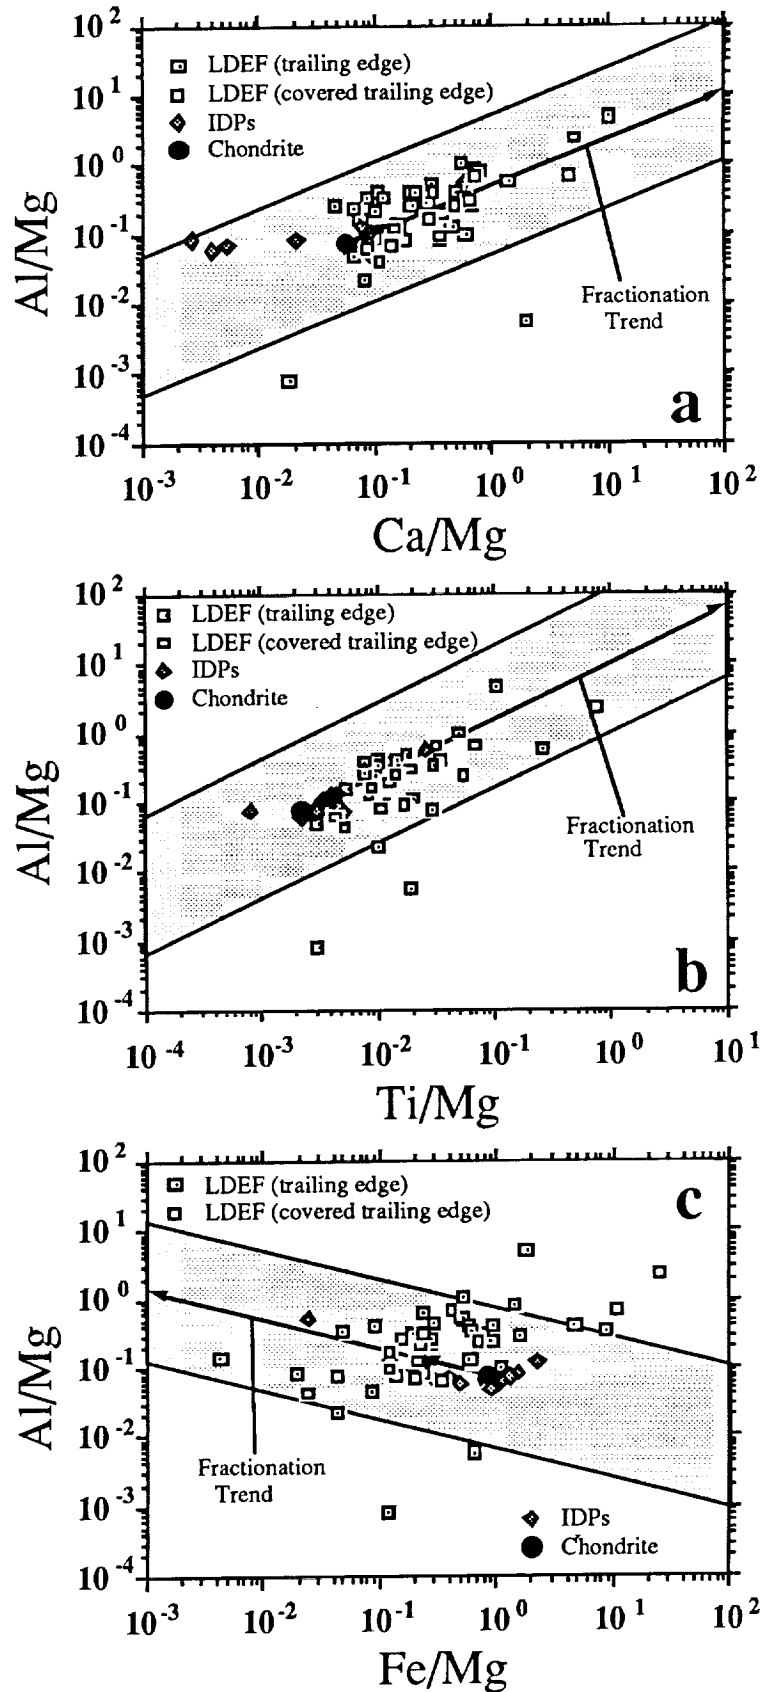 10² 
LDEF (trailing edge)
10¹ LDEF (covered trailing edge)
IDPs
10⁰ Chondrite
10⁻¹
Al/Mg
Fractionation
Trend
10⁻²
10⁻³
a
10⁻⁴
10⁻³ 10⁻² 10⁻¹ 10⁰ 10¹ 10²
Ca/Mg
10²
LDEF (trailing edge)
LDEF (covered trailing edge)
10¹ IDPs
Chondrite
10⁰
10⁻¹
Al/Mg
Fractionation
Trend
10⁻²
10⁻³
b
10⁻⁴
10⁻⁴ 10⁻³ 10⁻² 10⁻¹ 10⁰ 10¹
Ti/Mg
10²
LDEF (trailing edge)
c
LDEF (covered trailing edge)
10¹
10⁰
10⁻¹
Al/Mg
10⁻²
Fractionation
Trend
10⁻³
IDPs
Chondrite
10⁻⁴
10⁻³ 10⁻² 10⁻¹ 10⁰ 10¹ 10²
Fe/Mg